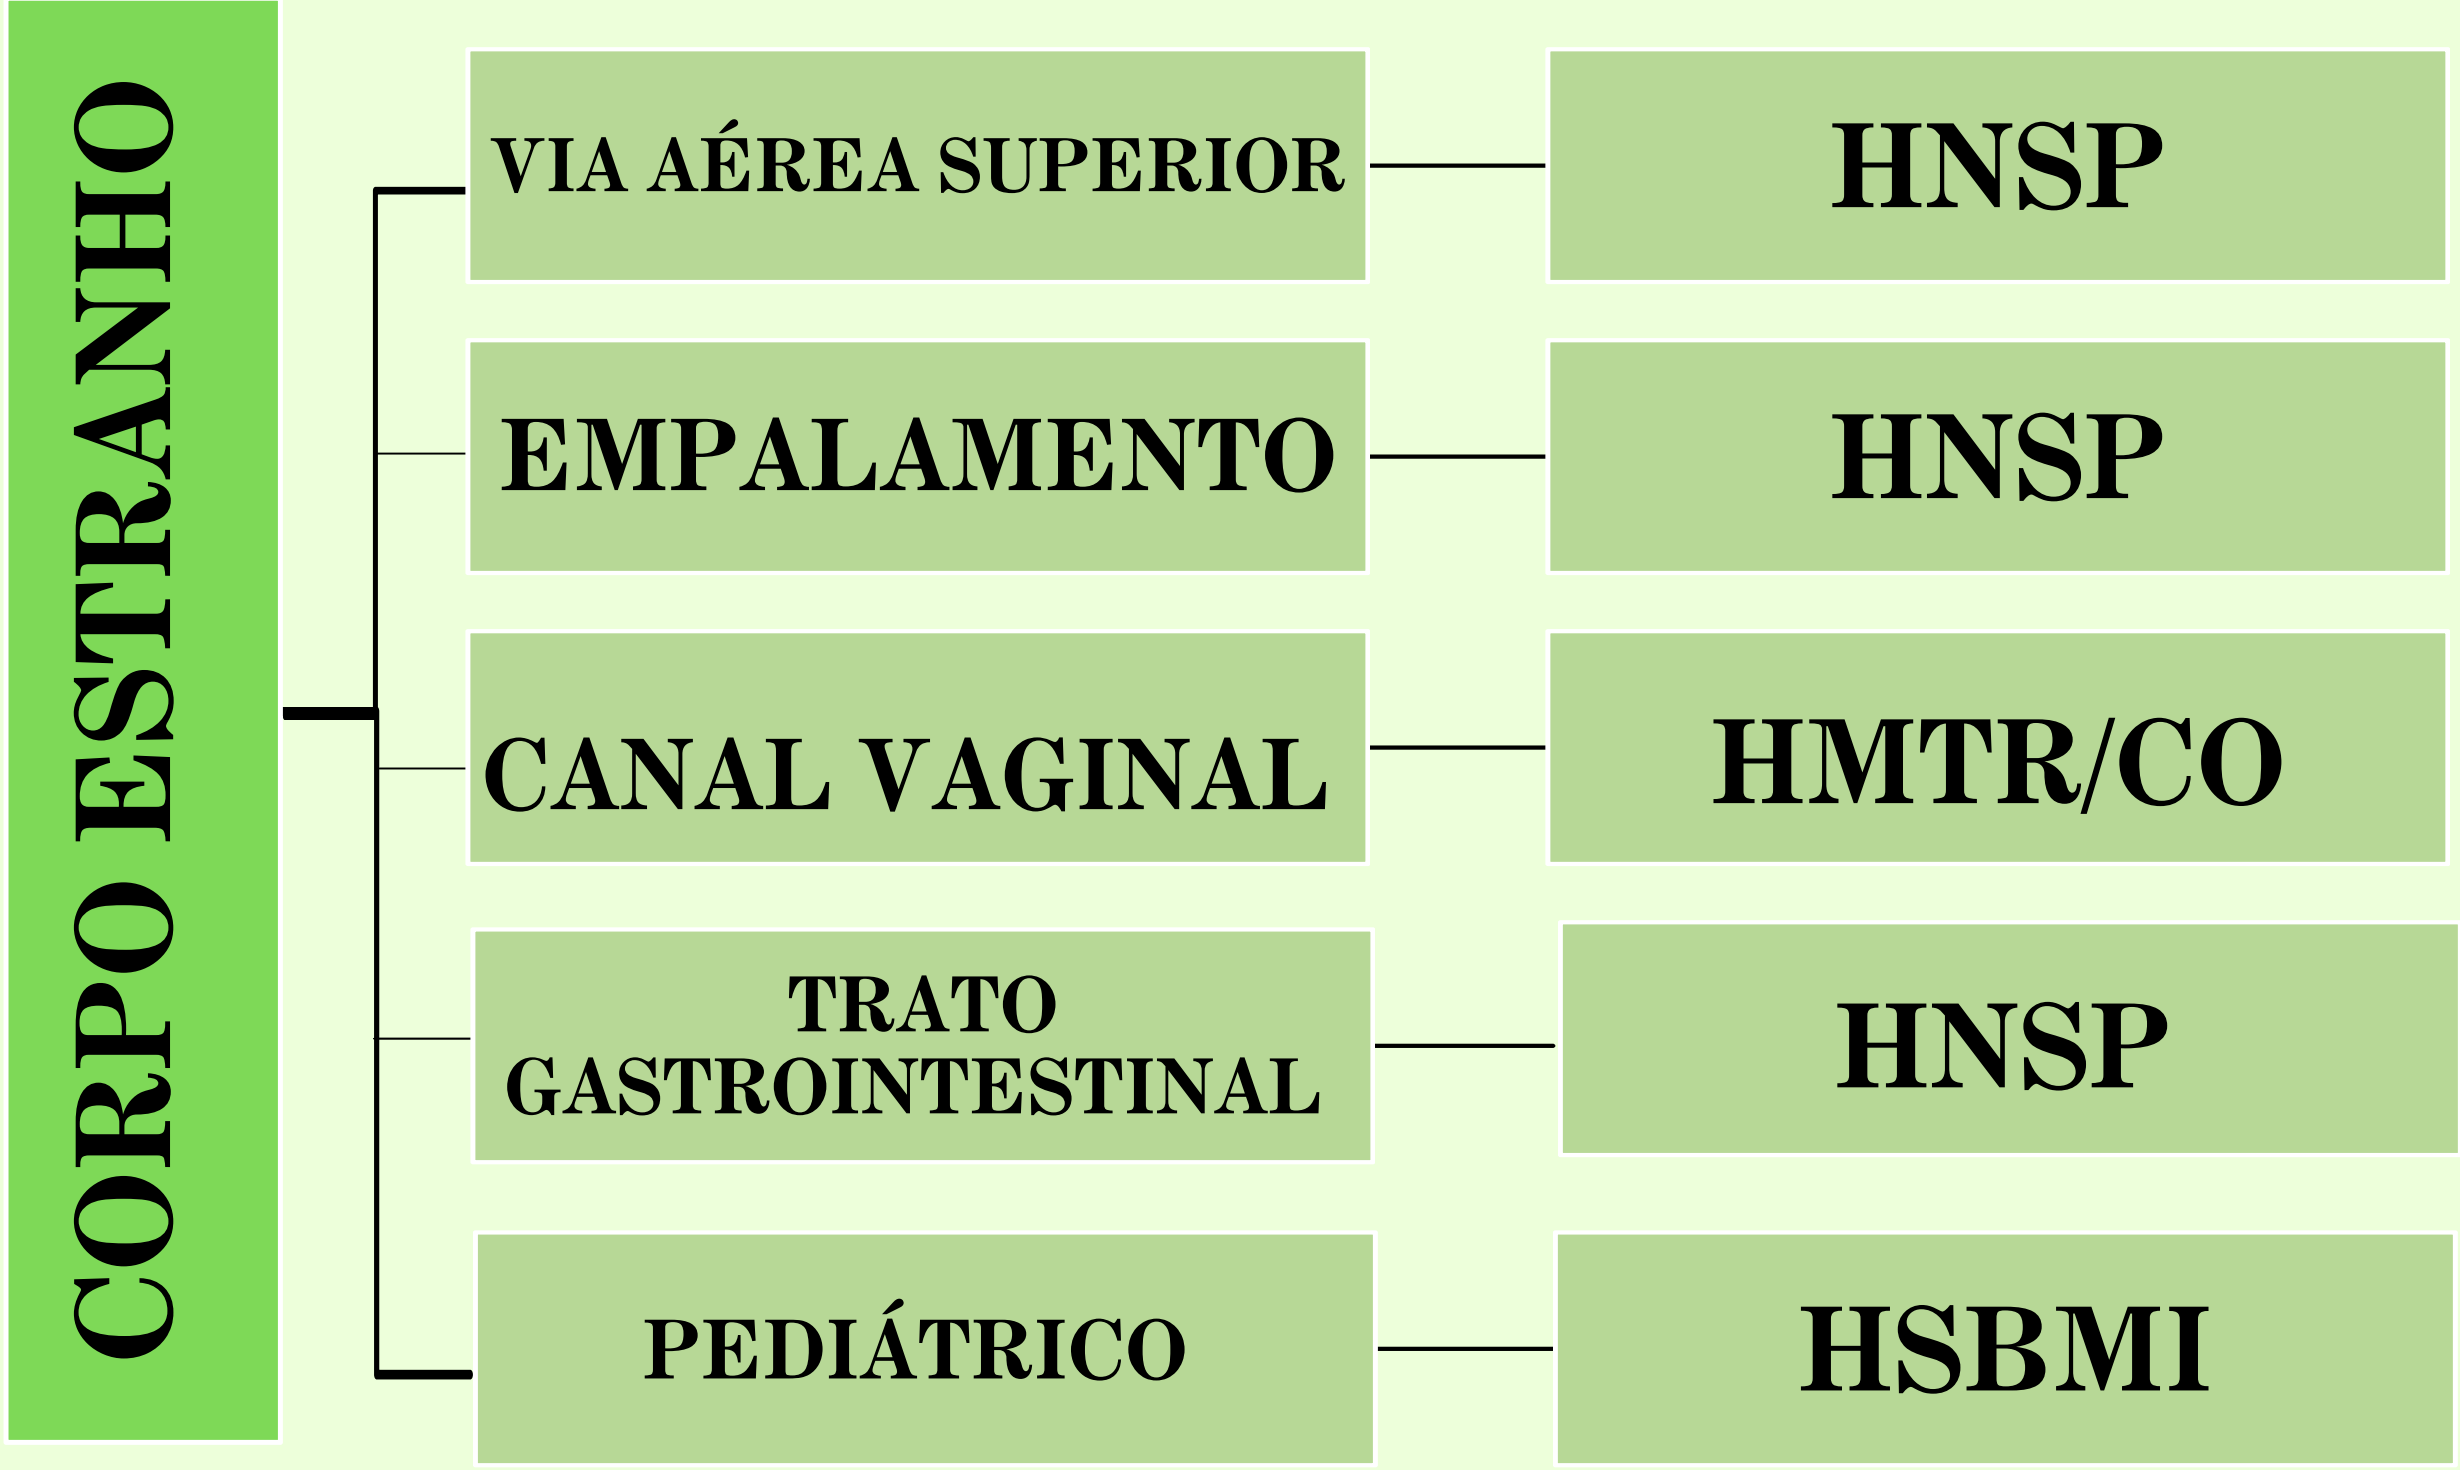 CORPO ESTRANHO
VIA AÉREA SUPERIOR
HNSP
EMPALAMENTO
HNSP
CANAL VAGINAL
HMTR/CO
TRATO
GASTROINTESTINAL
HNSP
PEDIÁTRICO
HSBMI